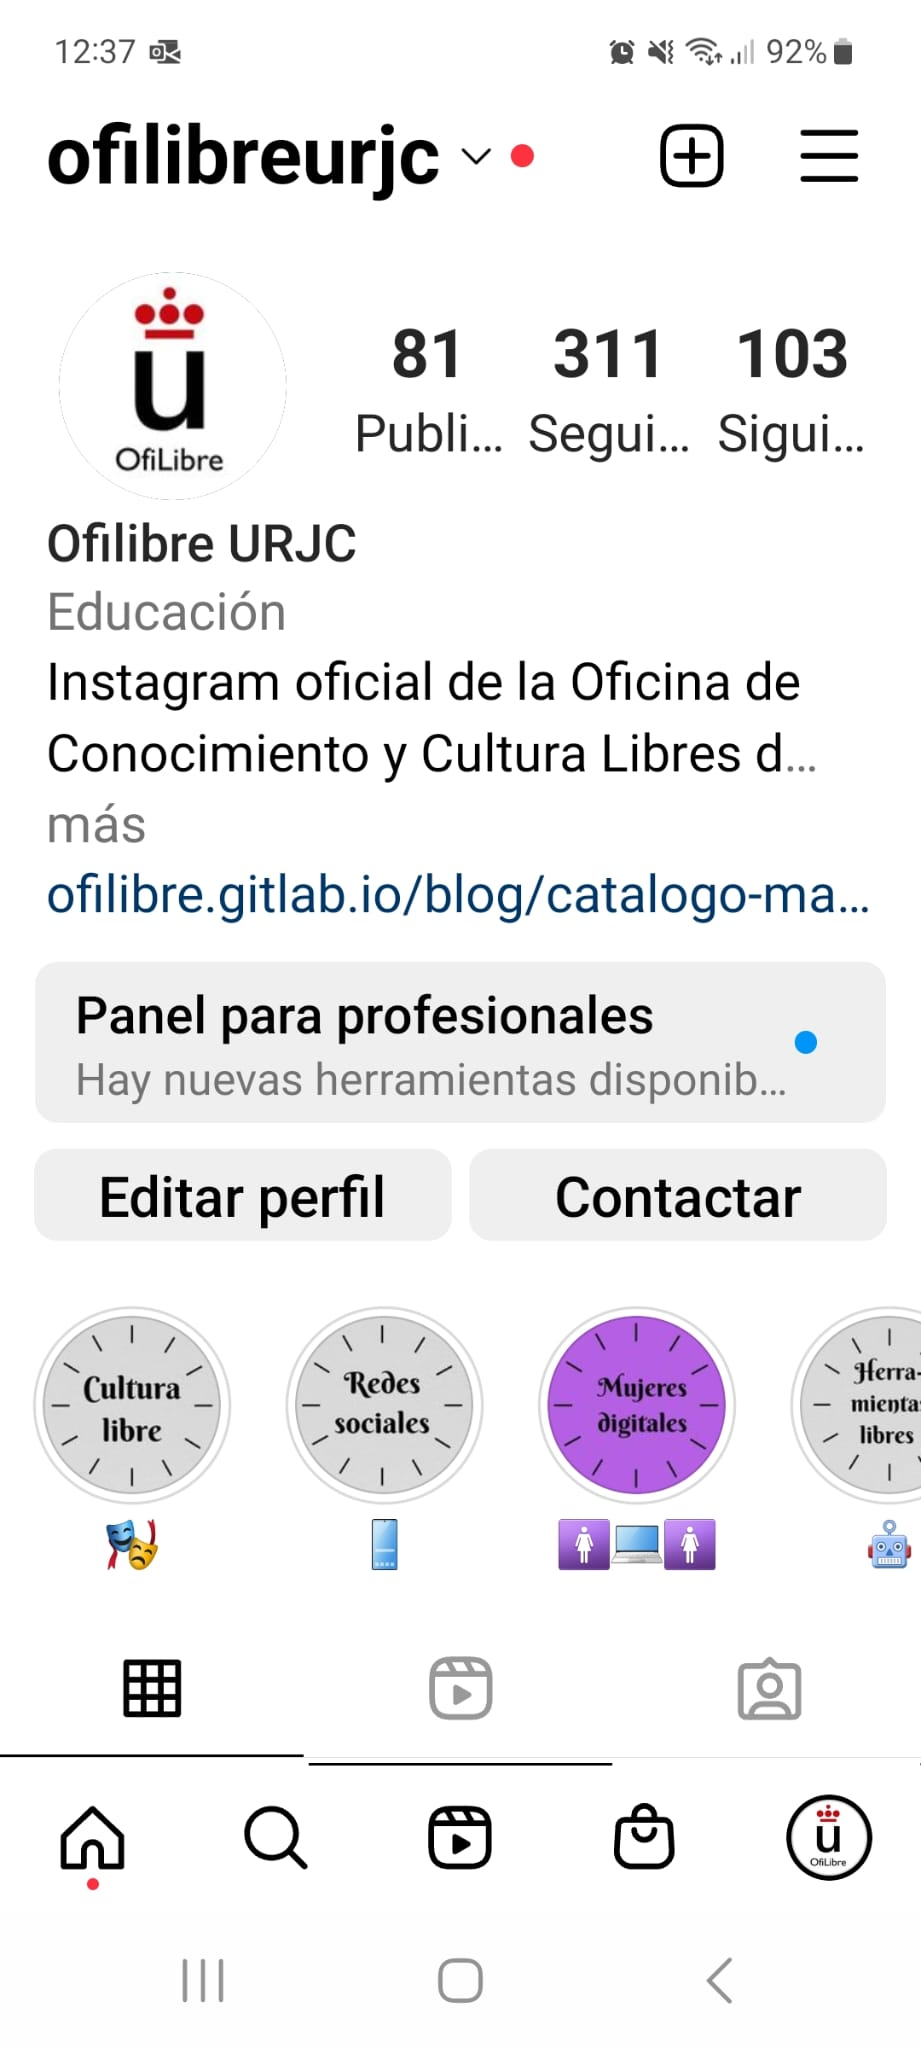 12:37
92%
ofilibreurjc
u
OfiLibre
81 311 103
Publi... Segui... Sigui...
Ofilibre URJC
Educación
Instagram oficial de la Oficina de
Conocimiento y Cultura Libres d...
más
ofilibre.gitlab.io/blog/catalogo-ma...
Panel para profesionales
Hay nuevas herramientas disponib...
Editar perfil Contactar
Cultura
libre
Redes
sociales
Mujeres
digitales
Herra-
mienta
libres
u
OfiLibre